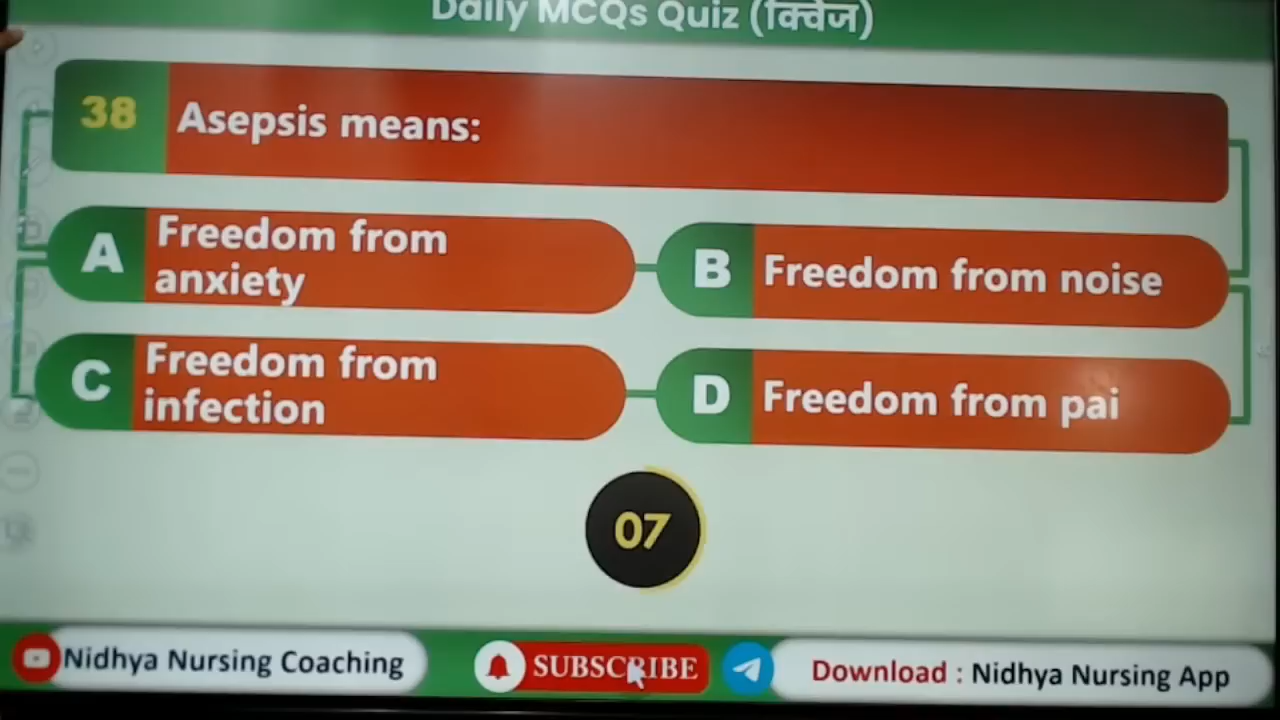 Daily MCQs Quiz (क्विज)
38 Asepsis means:
A Freedom from
anxiety
B Freedom from noise
C Freedom from
infection
D Freedom from pai
07
Nidhya Nursing Coaching
SUBSCRIBE
Download : Nidhya Nursing App